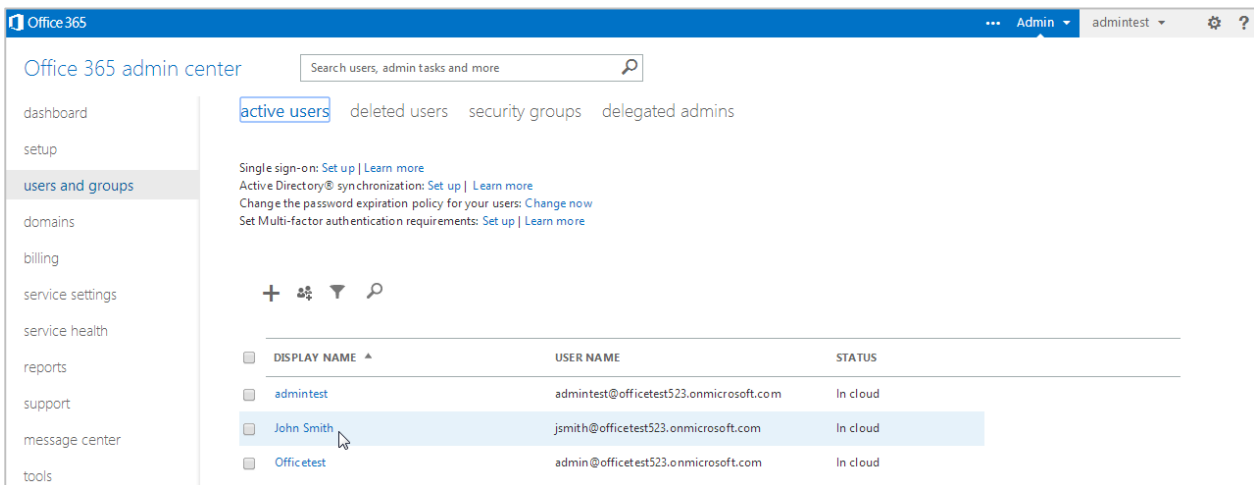 Office 365 ••• Admin admintest ?
Office 365 admin center Search users, admin tasks and more
dashboard
setup
users and groups
domains
billing
service settings
service health
reports
support
message center
tools
active users deleted users security groups delegated admins
Single sign-on: Set up | Learn more
Active Directory® synchronization: Set up | Learn more
Change the password expiration policy for your users: Change now
Set Multi-factor authentication requirements: Set up | Learn more
DISPLAY NAME USER NAME STATUS
admintest admintest@officetest523.onmicrosoft.com In cloud
John Smith jsmith@officetest523.onmicrosoft.com In cloud
Officetest admin@officetest523.onmicrosoft.com In cloud